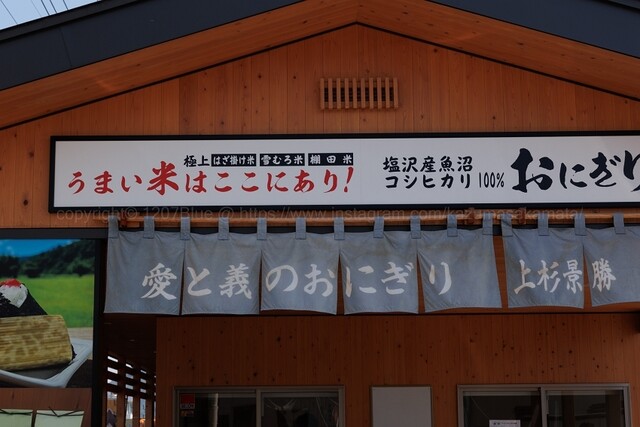 極上 はざ掛け米 雪むろ米 棚田米
うまい米はここにあり!
塩沢産魚沼
コシヒカリ 100%
おにぎり
愛と義のおにぎり 上杉景勝